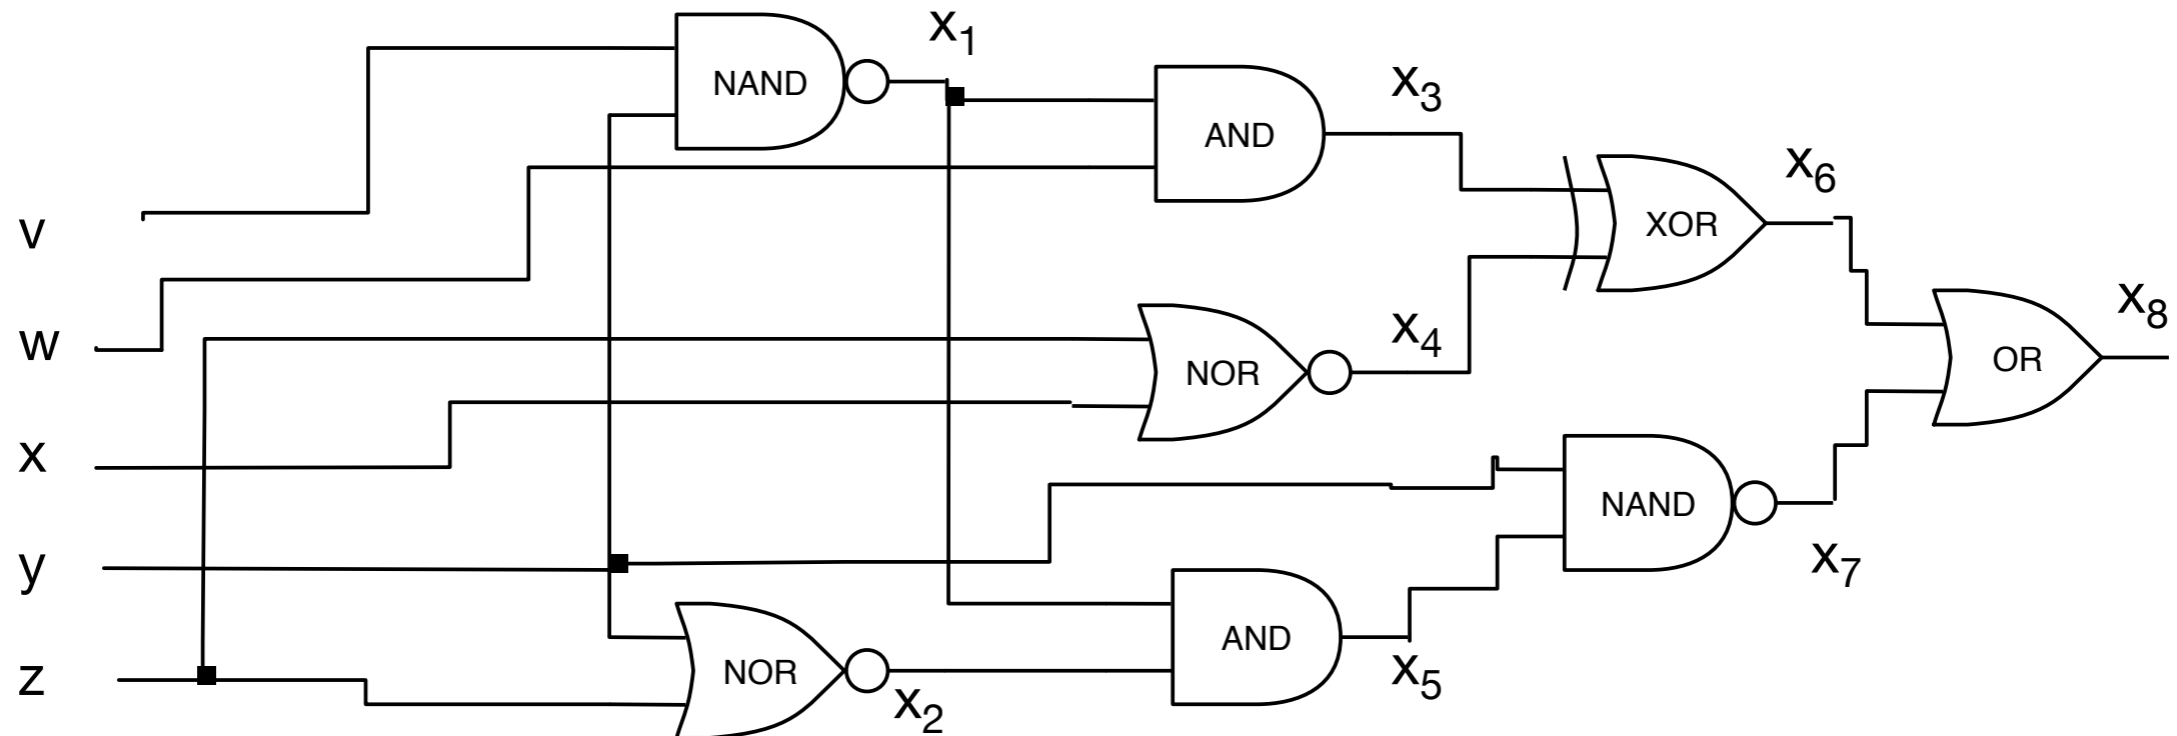 x1
NAND
x3
AND
x6
XOR
v
x8
w
x4
OR
NOR
x
NAND
y
x7
AND
z
NOR
x5
x2